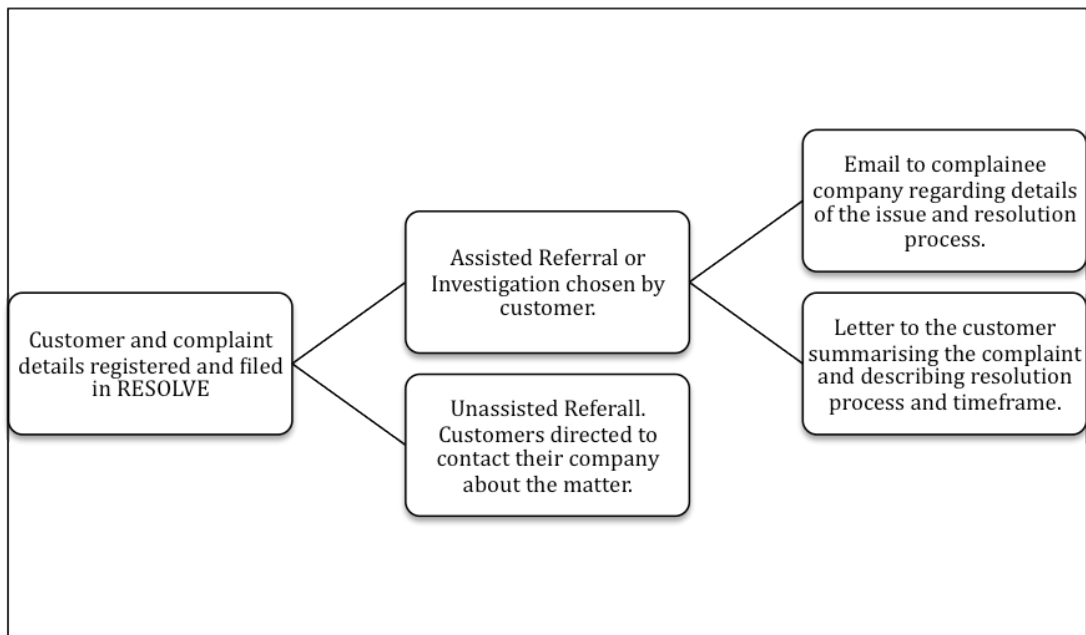 Customer and complaint
details registered and filed
in RESOLVE
Assisted Referral or
Investigation chosen by
customer.
Unassisted Referall.
Customers directed to
contact their company
about the matter.
Email to complainee
company regarding details
of the issue and resolution
process.
Letter to the customer
summarising the complaint
and describing resolution
process and timeframe.